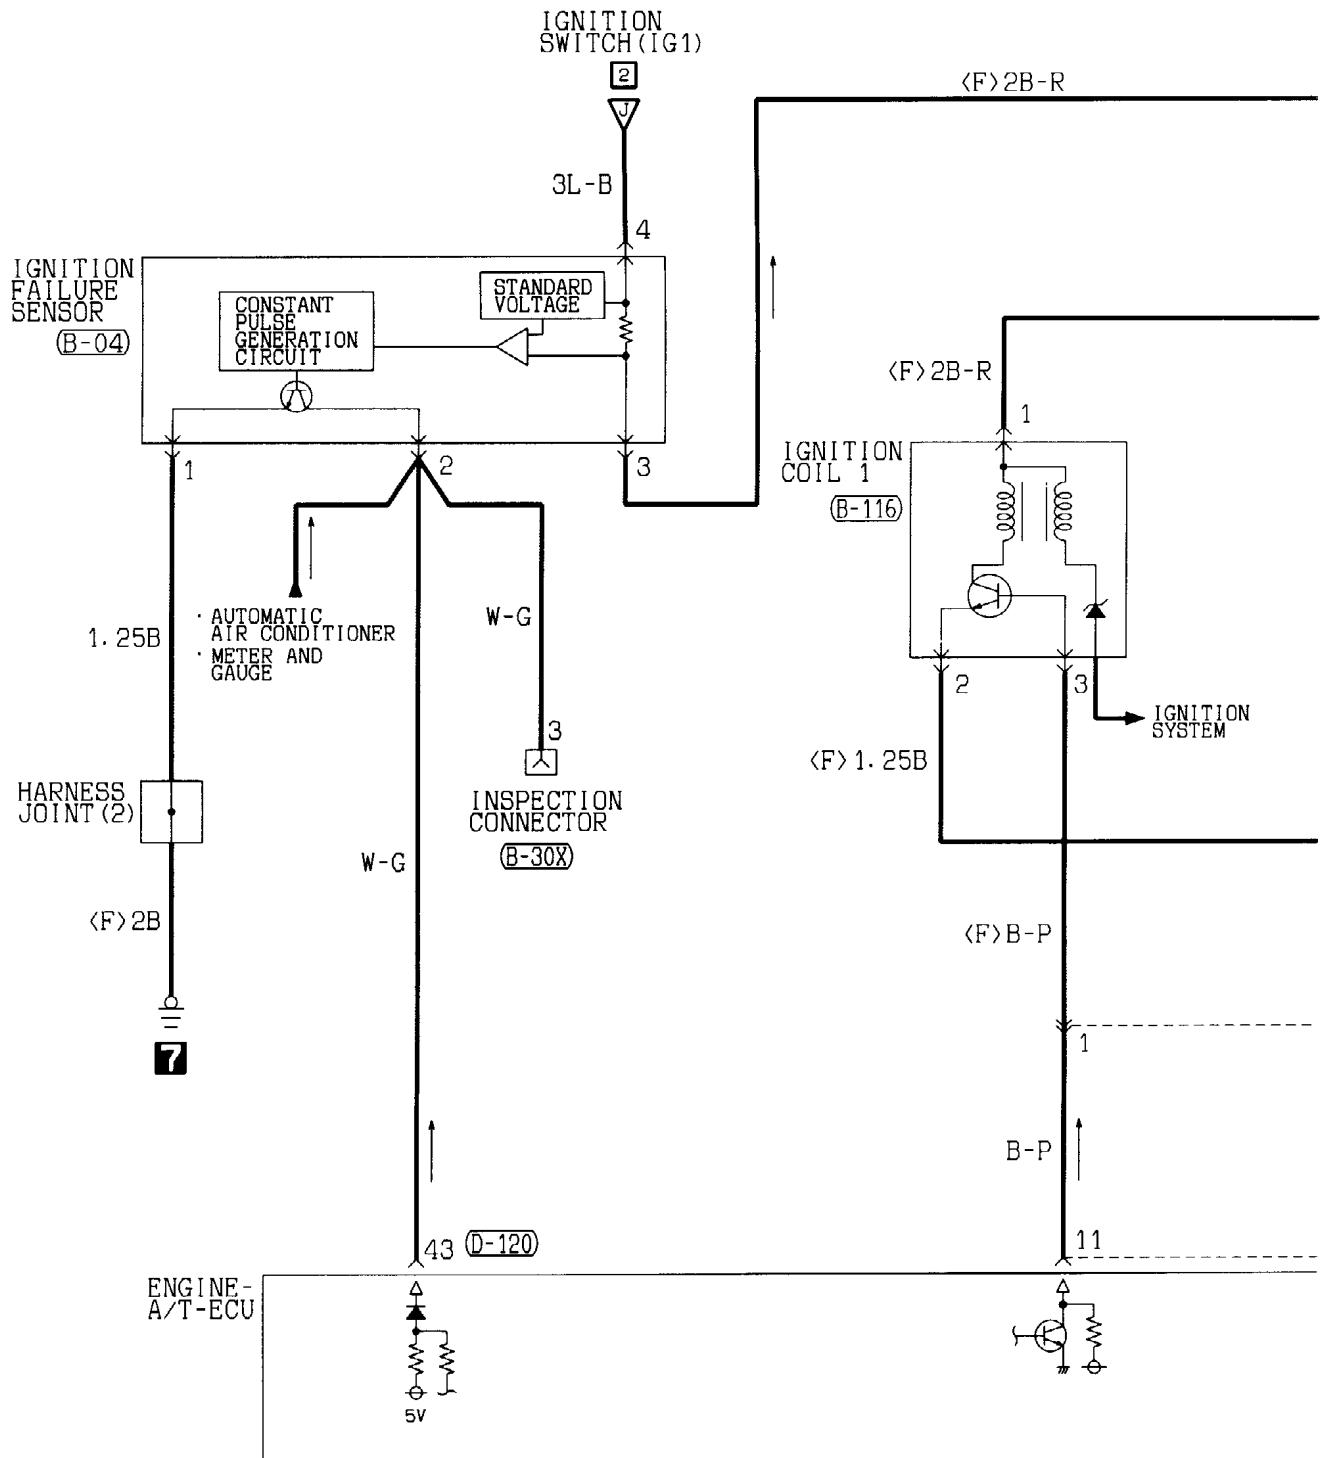 IGNITION
SWITCH(IG1)
2
J
<F>2B-R
3L-B
4
IGNITION
FAILURE
SENSOR
B-04
STANDARD
VOLTAGE
CONSTANT
PULSE
GENERATION
CIRCUIT
<F>2B-R
1
IGNITION
COIL 1
B-116
1
2
3
· AUTOMATIC
AIR CONDITIONER
· METER AND
GAUGE
1.25B
W-G
2
3
IGNITION
SYSTEM
3
<F>1.25B
HARNESS
JOINT(2)
INSPECTION
CONNECTOR
B-30X
W-G
<F>2B
<F>B-P
7
1
B-P
43
D-120
11
ENGINE-
A/T-ECU
5V